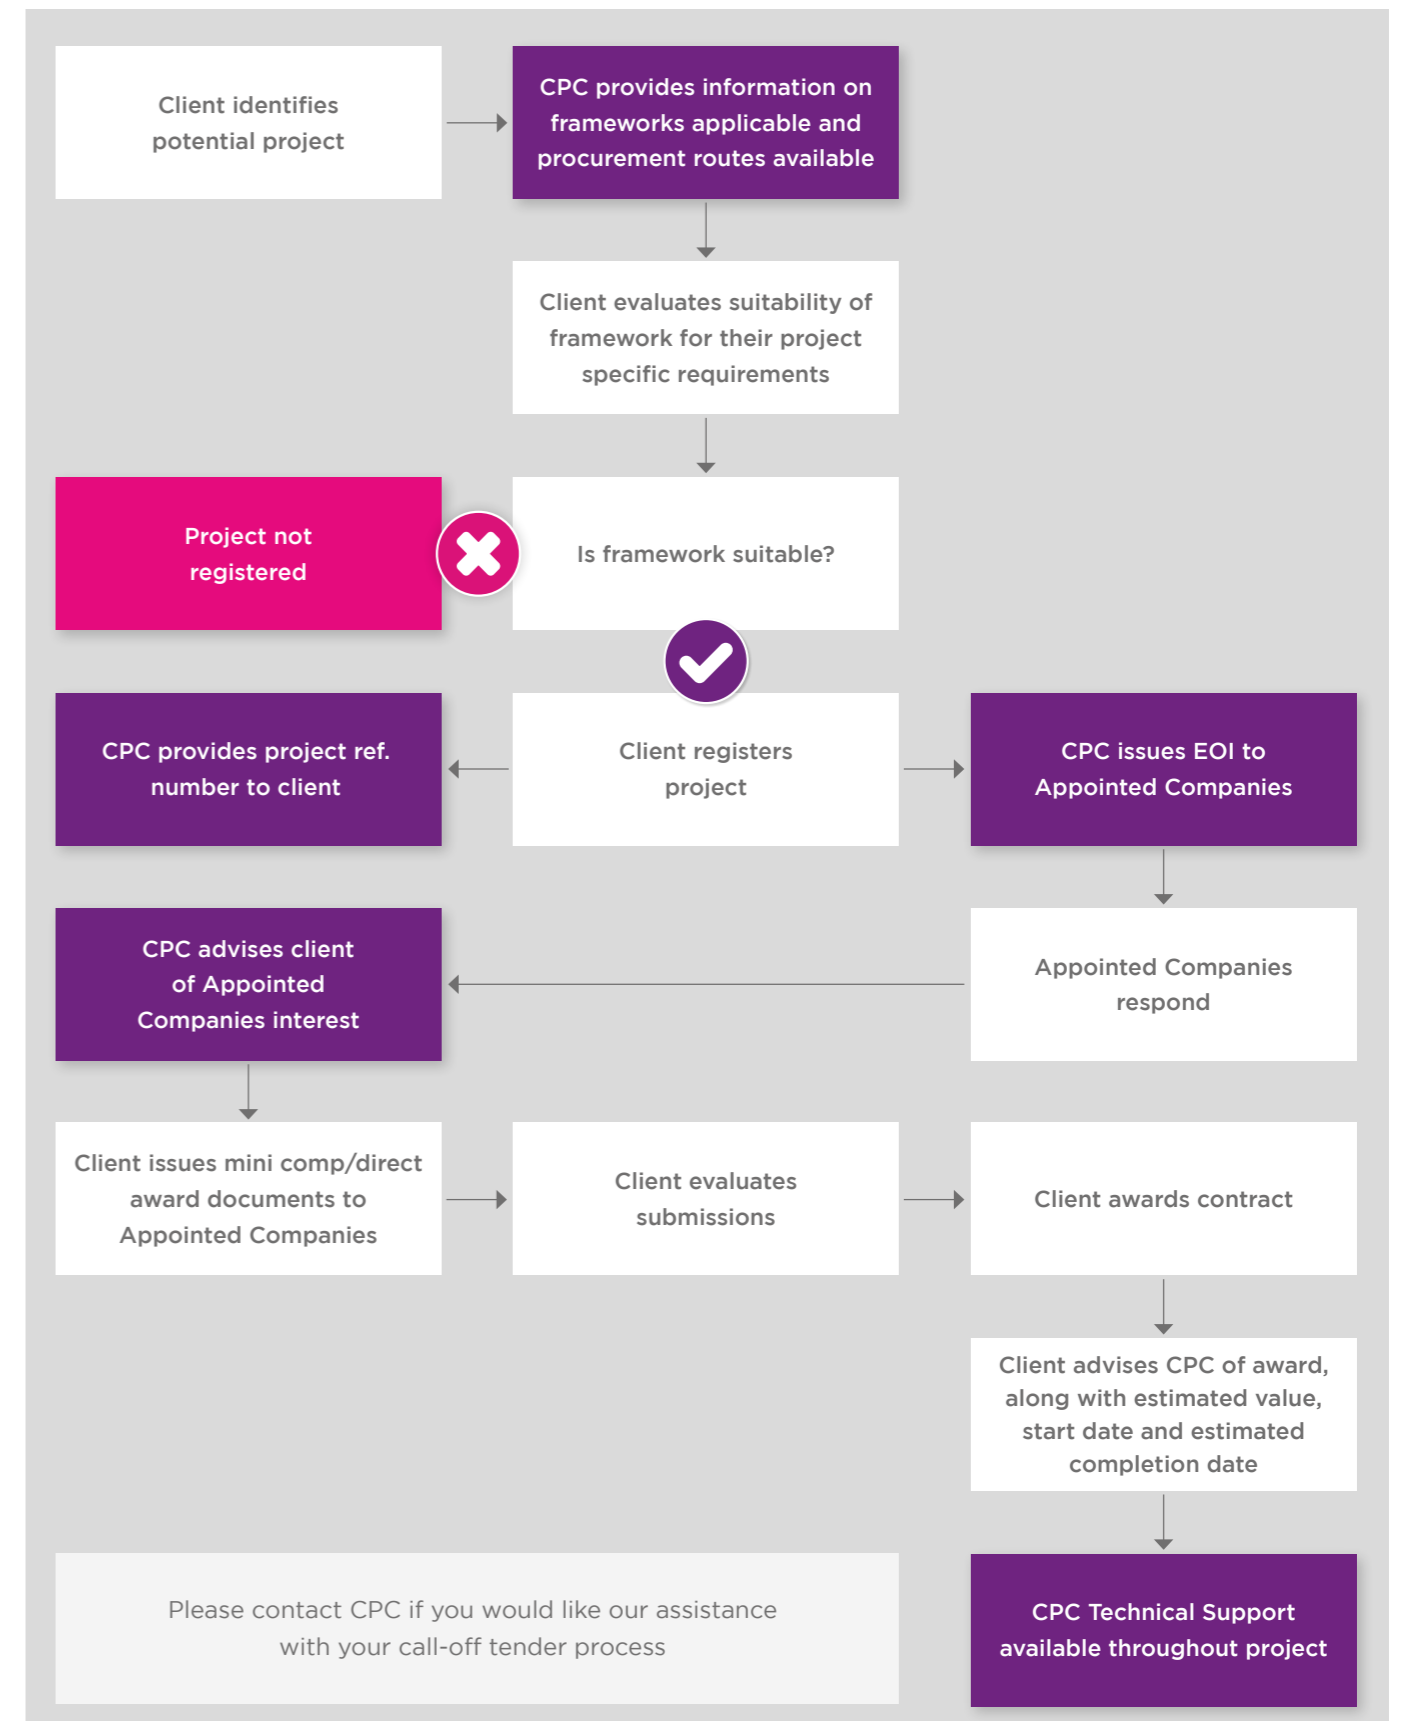 Client identifies
potential project
CPC provides information on
frameworks applicable and
procurement routes available
Client evaluates suitability of
framework for their project
specific requirements
Project not
registered
Is framework suitable?
CPC provides project ref.
number to client
Client registers
project
CPC issues EOI to
Appointed Companies
CPC advises client
of Appointed
Companies interest
Appointed Companies
respond
Client issues mini comp/direct
award documents to
Appointed Companies
Client evaluates
submissions
Client awards contract
Client advises CPC of award,
along with estimated value,
start date and estimated
completion date
Please contact CPC if you would like our assistance
with your call-off tender process
CPC Technical Support
available throughout project